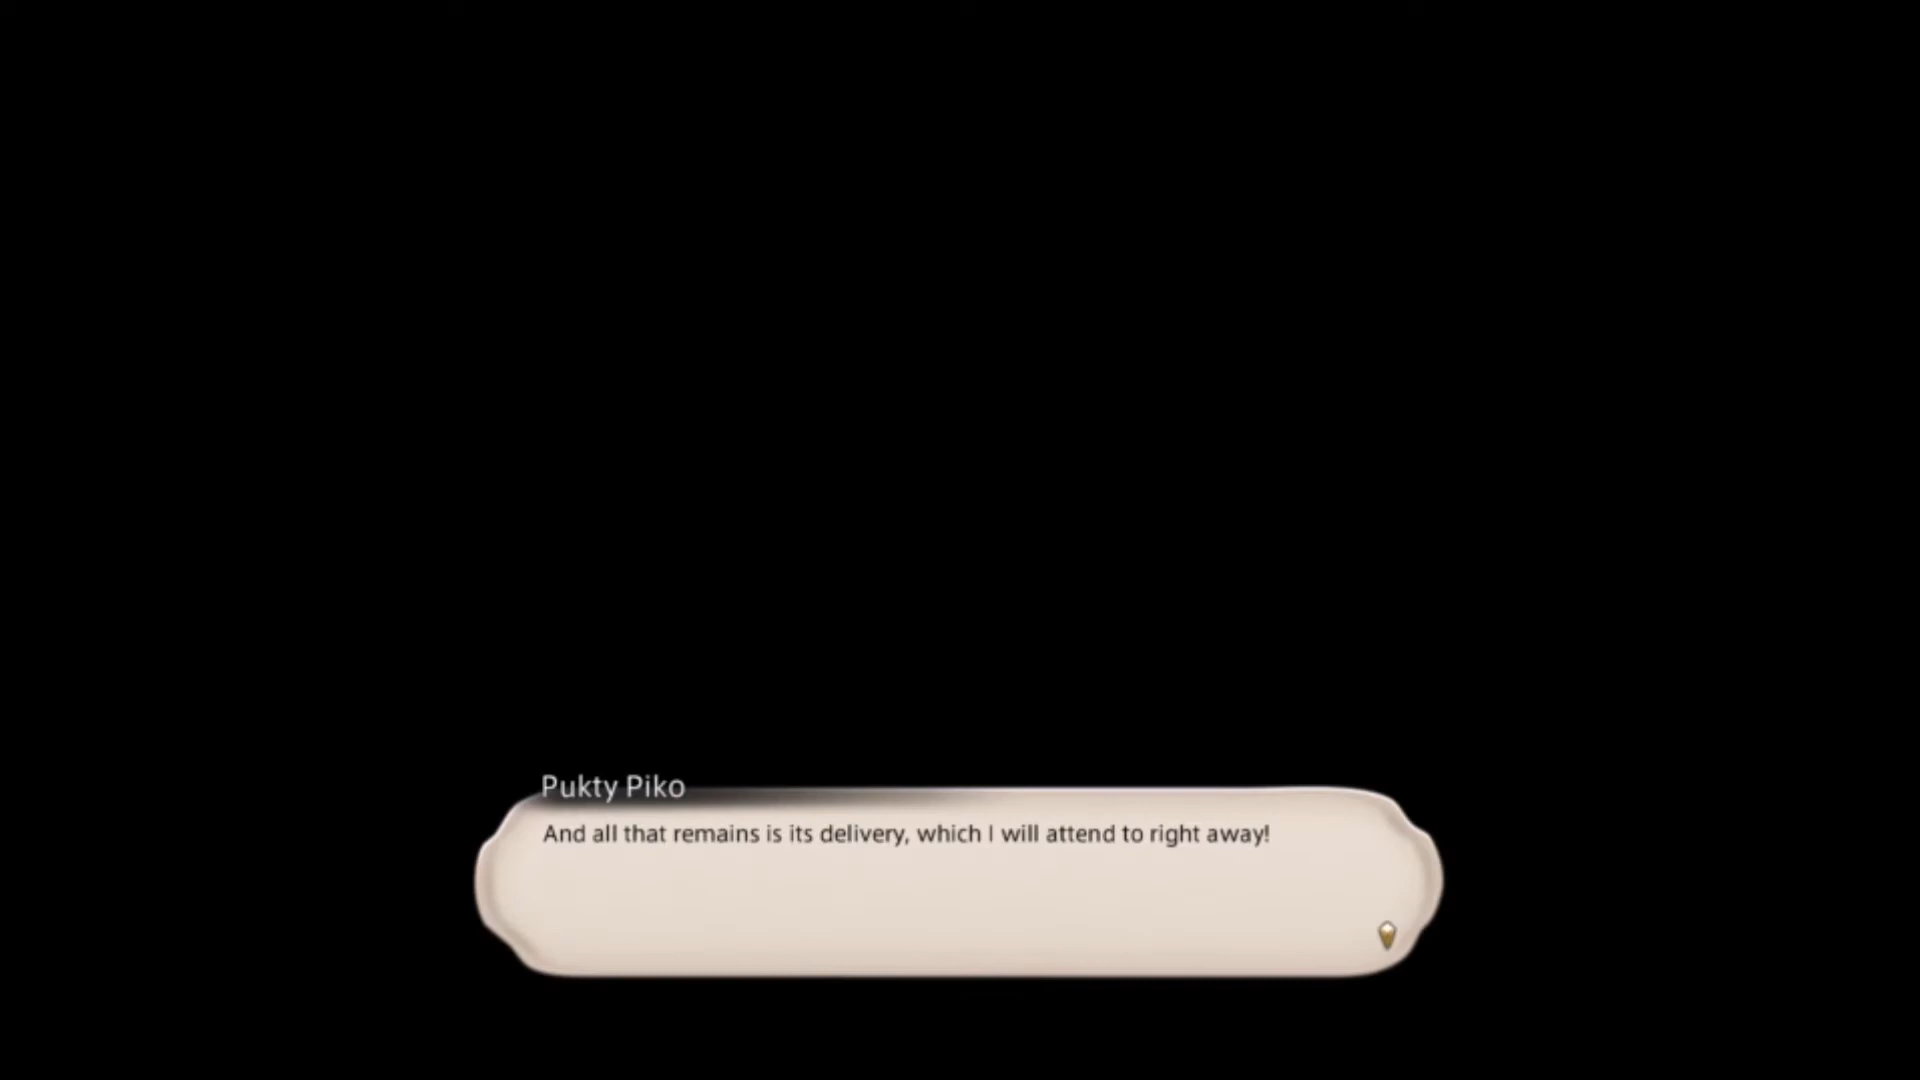 Pukty Piko
And all that remains is its delivery, which I will attend to right away!